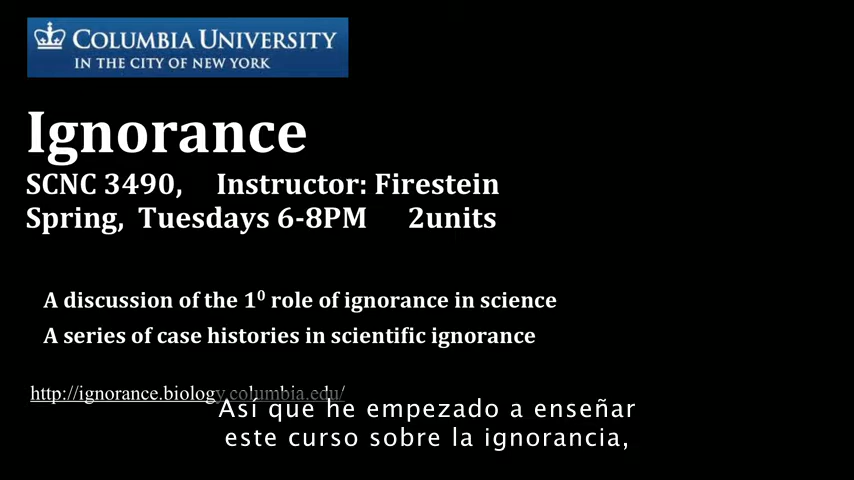 COLUMBIA UNIVERSITY
IN THE CITY OF NEW YORK
Ignorance
SCNC 3490, Instructor: Firestein
Spring, Tuesdays 6-8PM 2units
A discussion of the 1⁰ role of ignorance in science
A series of case histories in scientific ignorance
http://ignorance.biology.columbia.edu/
Así que he empezado a enseñar
este curso sobre la ignorancia,